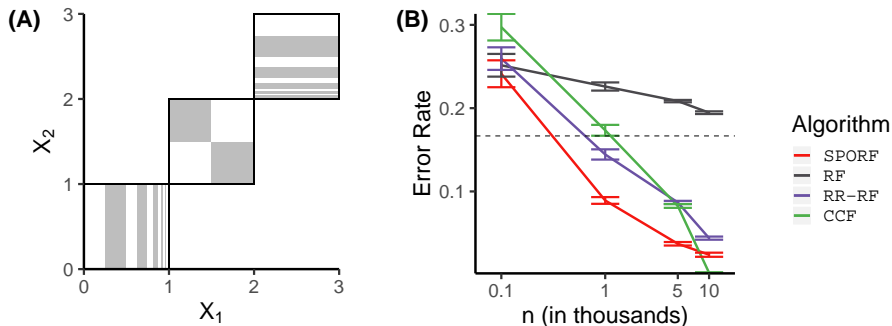 (A)
3
2
1
0
X2
0
1
2
3
X1
(B)
0.3
0.2
0.1
Error Rate
0.1
1
5
10
n (in thousands)
Algorithm
SPORF
RF
RR-RF
CCF